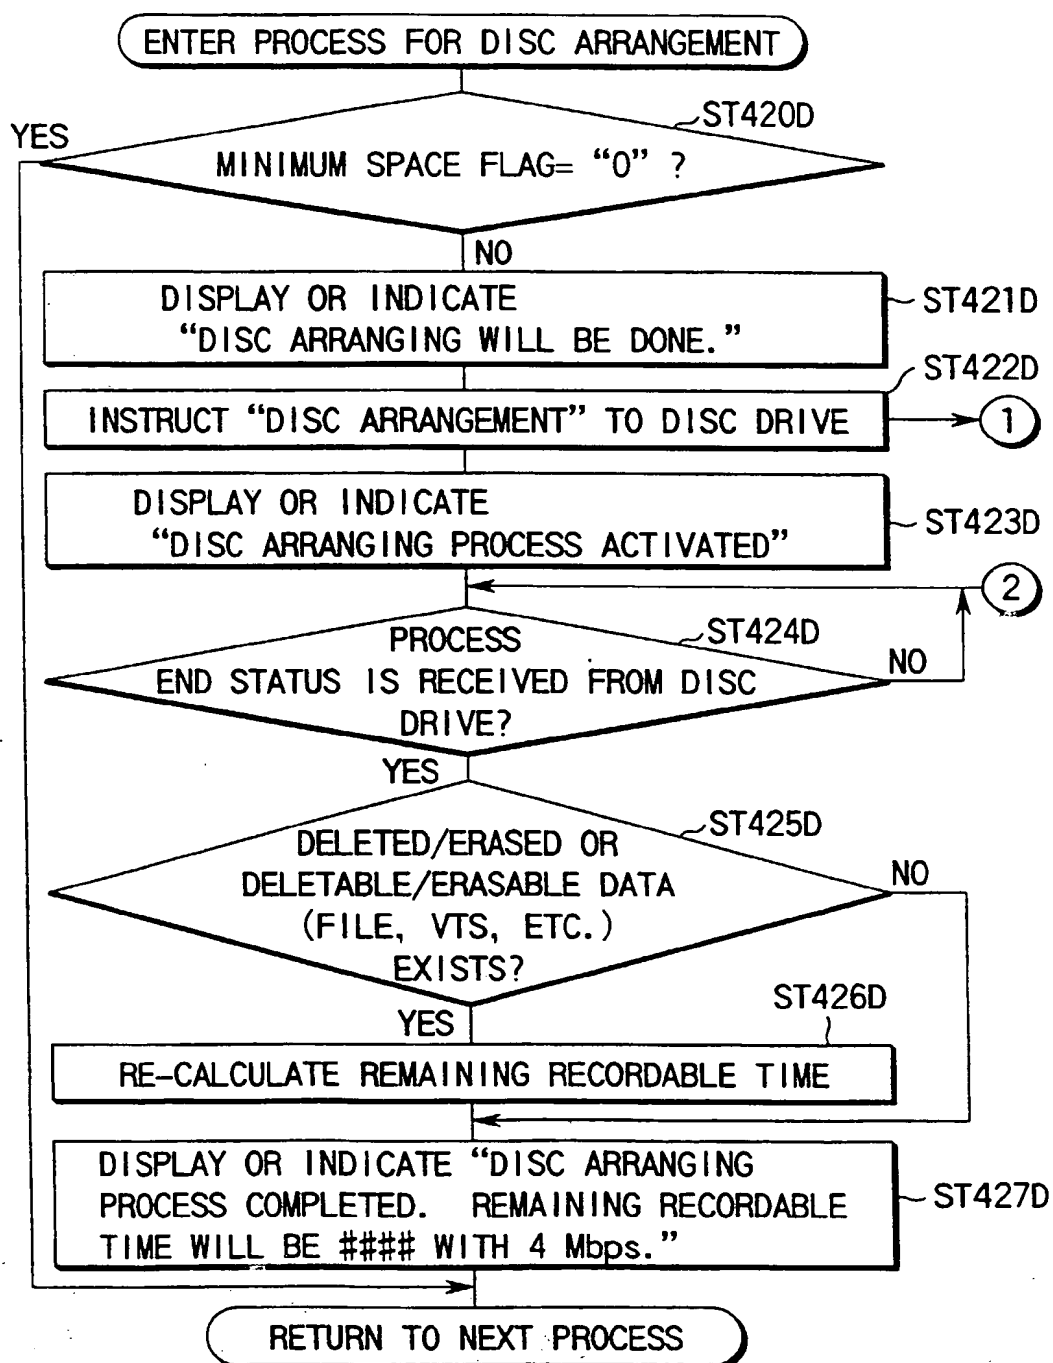 ENTER PROCESS FOR DISC ARRANGEMENT
ST420D
YES
MINIMUM SPACE FLAG= “0” ?
NO
DISPLAY OR INDICATE
“DISC ARRANGING WILL BE DONE.”
ST421D
ST422D
INSTRUCT “DISC ARRANGEMENT” TO DISC DRIVE
1
DISPLAY OR INDICATE
“DISC ARRANGING PROCESS ACTIVATED”
ST423D
2
ST424D
PROCESS
END STATUS IS RECEIVED FROM DISC
DRIVE?
NO
YES
ST425D
DELETED/ERASED OR
DELETABLE/ERASABLE DATA
(FILE, VTS, ETC.)
EXISTS?
NO
YES
ST426D
RE-CALCULATE REMAINING RECORDABLE TIME
DISPLAY OR INDICATE “DISC ARRANGING
PROCESS COMPLETED. REMAINING RECORDABLE
TIME WILL BE #### WITH 4 Mbps.”
ST427D
RETURN TO NEXT PROCESS